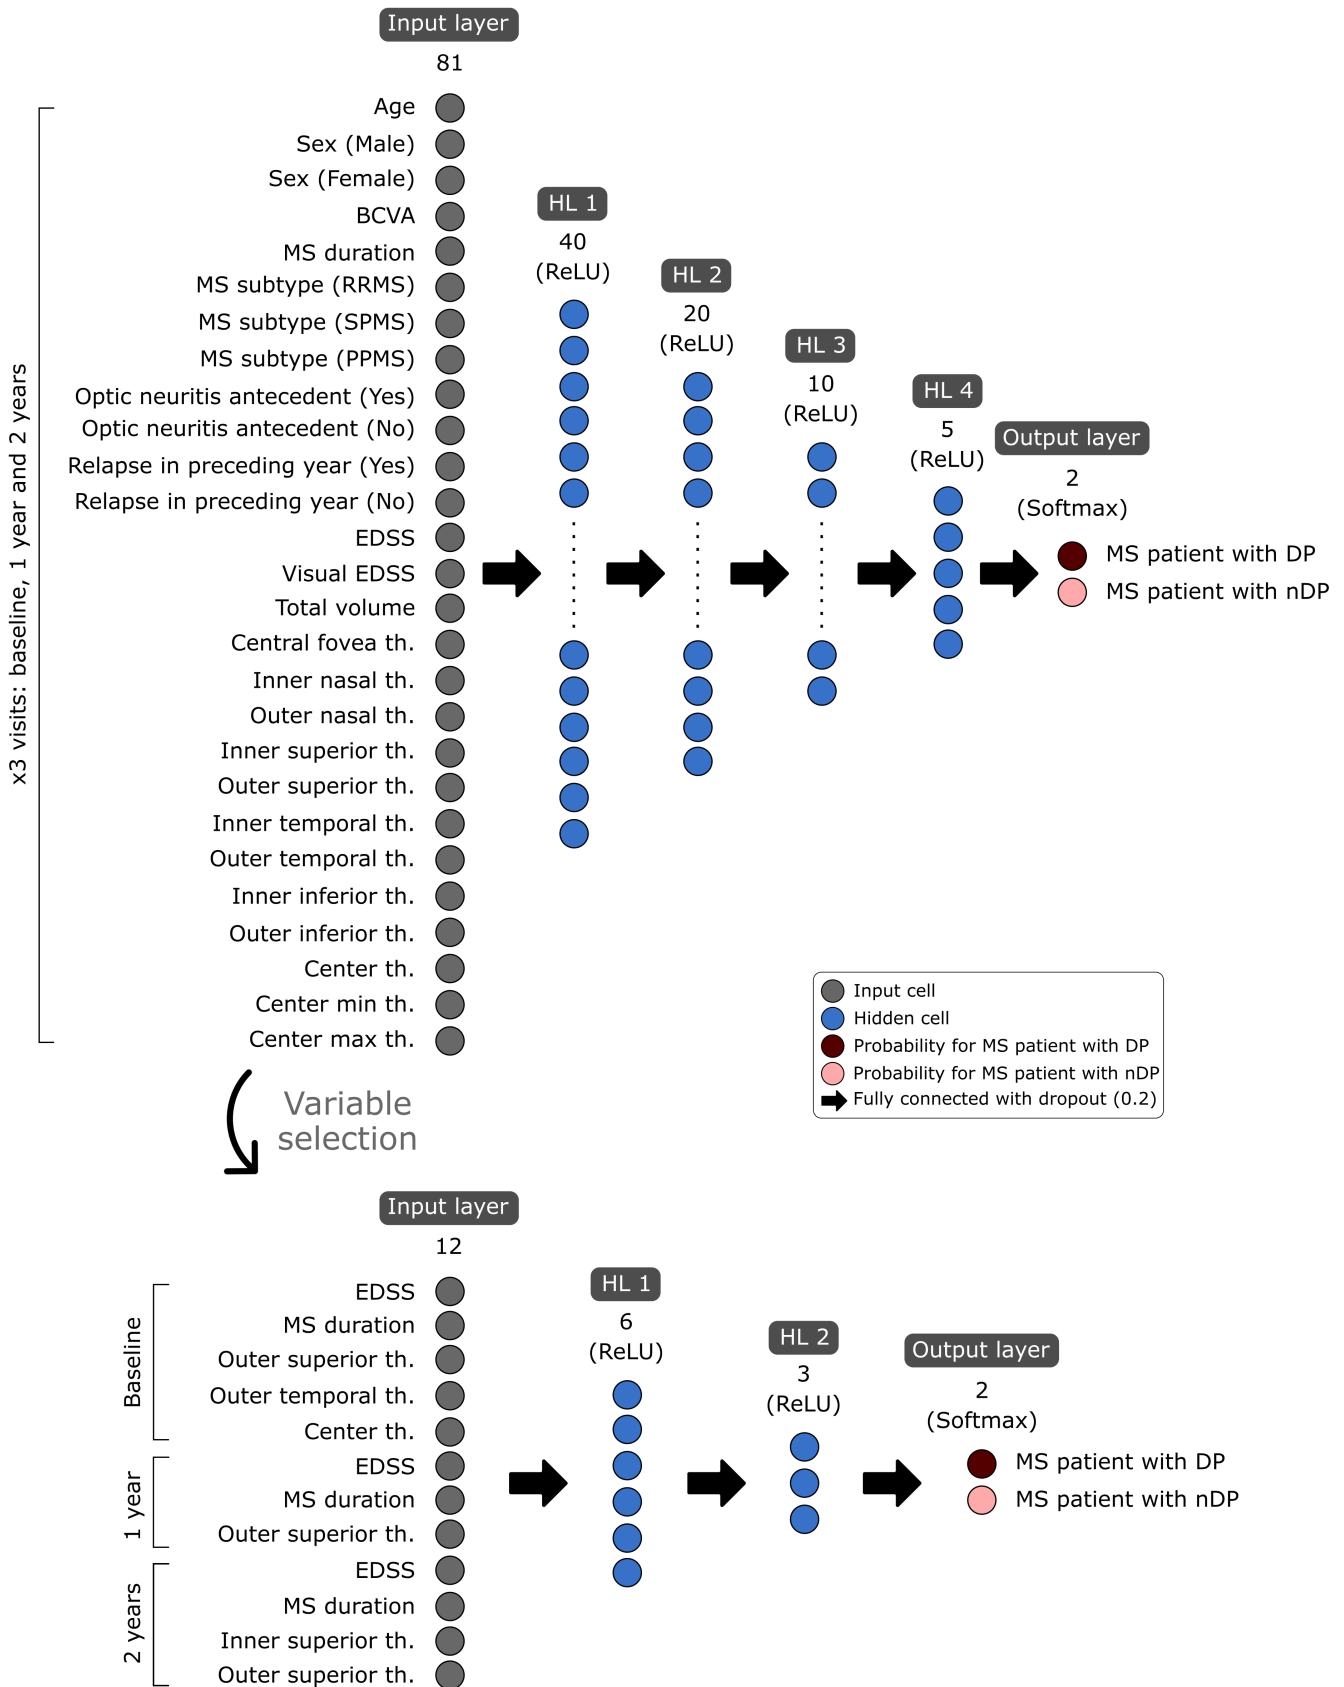 Input layer
81
Age
Sex (Male)
Sex (Female)
BCVA
MS duration
MS subtype (RRMS)
MS subtype (SPMS)
MS subtype (PPMS)
Optic neuritis antecedent (Yes)
Optic neuritis antecedent (No)
Relapse in preceding year (Yes)
Relapse in preceding year (No)
EDSS
Visual EDSS
Total volume
Central fovea th.
Inner nasal th.
Outer nasal th.
Inner superior th.
Outer superior th.
Inner temporal th.
Outer temporal th.
Inner inferior th.
Outer inferior th.
Center th.
Center min th.
Center max th.
x3 visits: baseline, 1 year and 2 years
HL 1
40
(ReLU)
HL 2
20
(ReLU)
HL 3
10
(ReLU)
HL 4
5
(ReLU)
Output layer
2
(Softmax)
MS patient with DP
MS patient with nDP
Input cell
Hidden cell
Probability for MS patient with DP
Probability for MS patient with nDP
Fully connected with dropout (0.2)
Variable
selection
Input layer
12
Baseline
EDSS
MS duration
Outer superior th.
Outer temporal th.
Center th.
1 year
EDSS
MS duration
Outer superior th.
2 years
EDSS
MS duration
Inner superior th.
Outer superior th.
HL 1
6
(ReLU)
HL 2
3
(ReLU)
Output layer
2
(Softmax)
MS patient with DP
MS patient with nDP